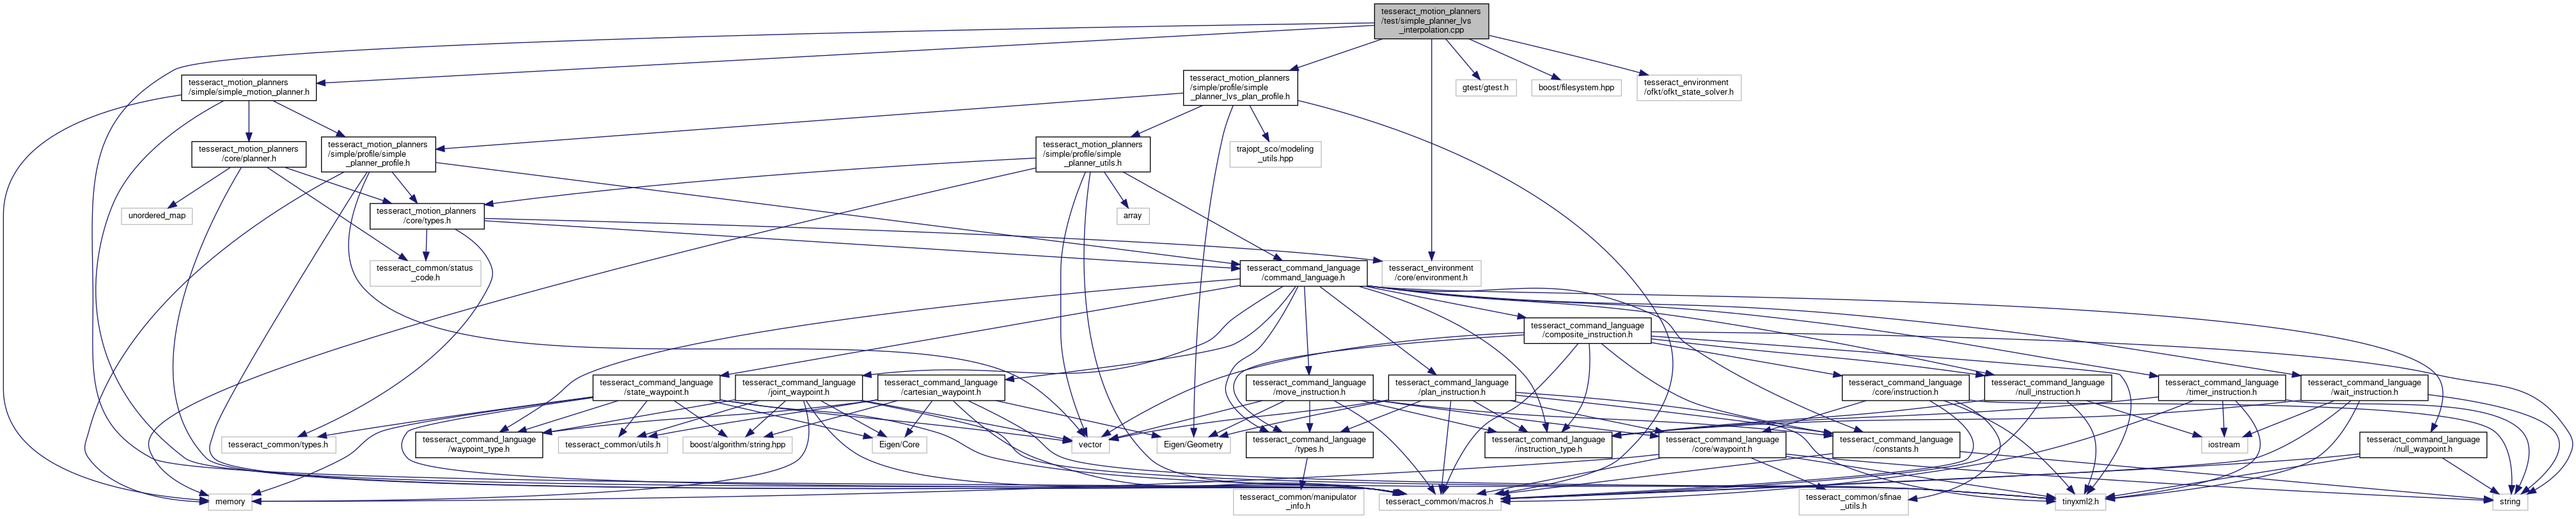 tesseract_motion_planners
/test/simple_planner_lvs
_interpolation.cpp
tesseract_motion_planners
/simple/simple_motion_planner.h
tesseract_motion_planners
/simple/profile/simple
_planner_lvs_plan_profile.h
gtest/gtest.h
boost/filesystem.hpp
tesseract_environment
/ofkt/ofkt_state_solver.h
tesseract_motion_planners
/core/planner.h
tesseract_motion_planners
/simple/profile/simple
_planner_profile.h
tesseract_motion_planners
/simple/profile/simple
_planner_utils.h
trajopt_sco/modeling
_utils.hpp
unordered_map
tesseract_motion_planners
/core/types.h
array
tesseract_common/status
_code.h
tesseract_command_language
/command_language.h
tesseract_environment
/core/environment.h
tesseract_command_language
/composite_instruction.h
tesseract_command_language
/state_waypoint.h
tesseract_command_language
/joint_waypoint.h
tesseract_command_language
/cartesian_waypoint.h
tesseract_command_language
/move_instruction.h
tesseract_command_language
/plan_instruction.h
tesseract_command_language
/core/instruction.h
tesseract_command_language
/null_instruction.h
tesseract_command_language
/timer_instruction.h
tesseract_command_language
/wait_instruction.h
tesseract_common/types.h
tesseract_command_language
/waypoint_type.h
tesseract_common/utils.h
boost/algorithm/string.hpp
Eigen/Core
vector
Eigen/Geometry
tesseract_command_language
/types.h
tesseract_command_language
/instruction_type.h
tesseract_command_language
/core/waypoint.h
tesseract_command_language
/constants.h
iostream
tesseract_command_language
/null_waypoint.h
memory
tesseract_common/manipulator
_info.h
tesseract_common/macros.h
tesseract_common/sfinae
_utils.h
tinyxml2.h
string